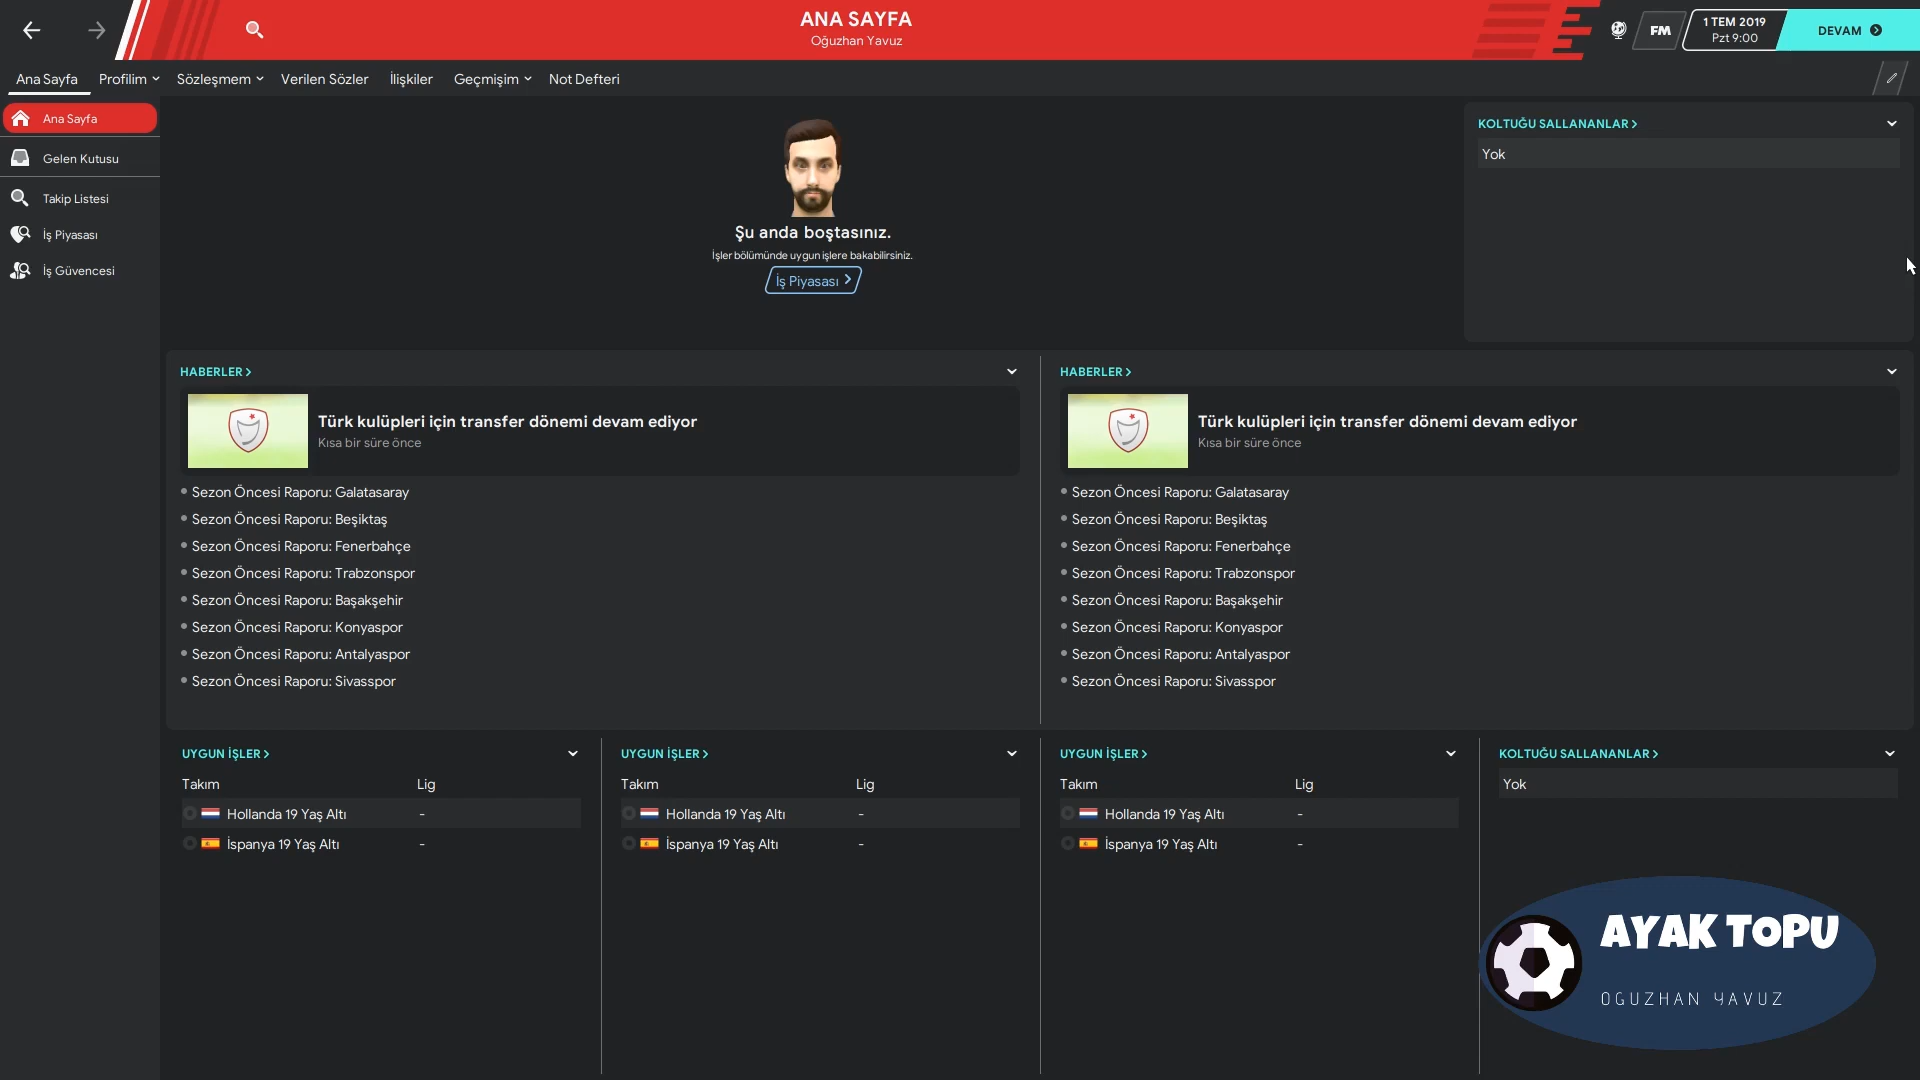 ANA SAYFA
Oğuzhan Yavuz
FM
1 TEM 2019
Pzt 9:00
DEVAM
Ana Sayfa
Profilim
Sözleşmem
Verilen Sözler
İlişkiler
Geçmişim
Not Defteri
Ana Sayfa
Gelen Kutusu
Takip Listesi
İş Piyasası
İş Güvencesi
Şu anda boştasınız.
İşler bölümünde uygun işlere bakabilirsiniz.
İş Piyasası
KOLTUĞU SALLANANLAR
Yok
HABERLER
Türk kulüpleri için transfer dönemi devam ediyor
Kısa bir süre önce
Sezon Öncesi Raporu: Galatasaray
Sezon Öncesi Raporu: Beşiktaş
Sezon Öncesi Raporu: Fenerbahçe
Sezon Öncesi Raporu: Trabzonspor
Sezon Öncesi Raporu: Başakşehir
Sezon Öncesi Raporu: Konyaspor
Sezon Öncesi Raporu: Antalyaspor
Sezon Öncesi Raporu: Sivasspor
HABERLER
Türk kulüpleri için transfer dönemi devam ediyor
Kısa bir süre önce
Sezon Öncesi Raporu: Galatasaray
Sezon Öncesi Raporu: Beşiktaş
Sezon Öncesi Raporu: Fenerbahçe
Sezon Öncesi Raporu: Trabzonspor
Sezon Öncesi Raporu: Başakşehir
Sezon Öncesi Raporu: Konyaspor
Sezon Öncesi Raporu: Antalyaspor
Sezon Öncesi Raporu: Sivasspor
UYGUN İŞLER
Takım Lig
Hollanda 19 Yaş Altı -
İspanya 19 Yaş Altı -
UYGUN İŞLER
Takım Lig
Hollanda 19 Yaş Altı -
İspanya 19 Yaş Altı -
UYGUN İŞLER
Takım Lig
Hollanda 19 Yaş Altı -
İspanya 19 Yaş Altı -
KOLTUĞU SALLANANLAR
Yok
AYAK TOPU
OGUZHAN YAVUZ